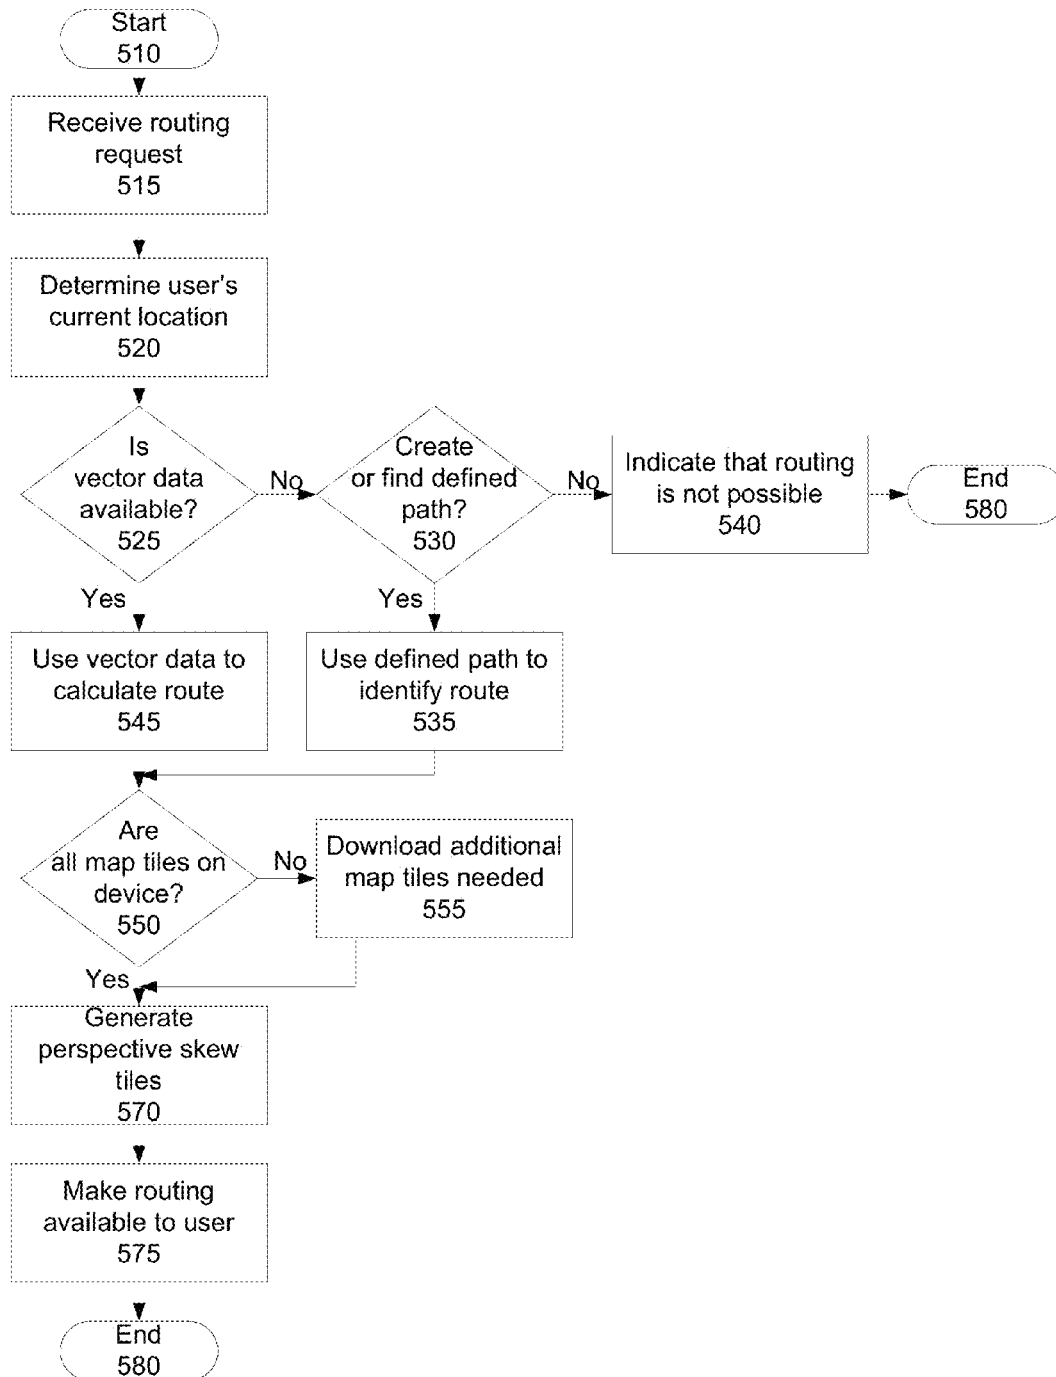 Start
510
Receive routing
request
515
Determine user's
current location
520
Is
vector data
available?
525
No
Create
or find defined
path?
530
No
Indicate that routing
is not possible
540
End
580
Yes
Yes
Use vector data to
calculate route
545
Use defined path to
identify route
535
Are
all map tiles on
device?
550
No
Download additional
map tiles needed
555
Yes
Generate
perspective skew
tiles
570
Make routing
available to user
575
End
580